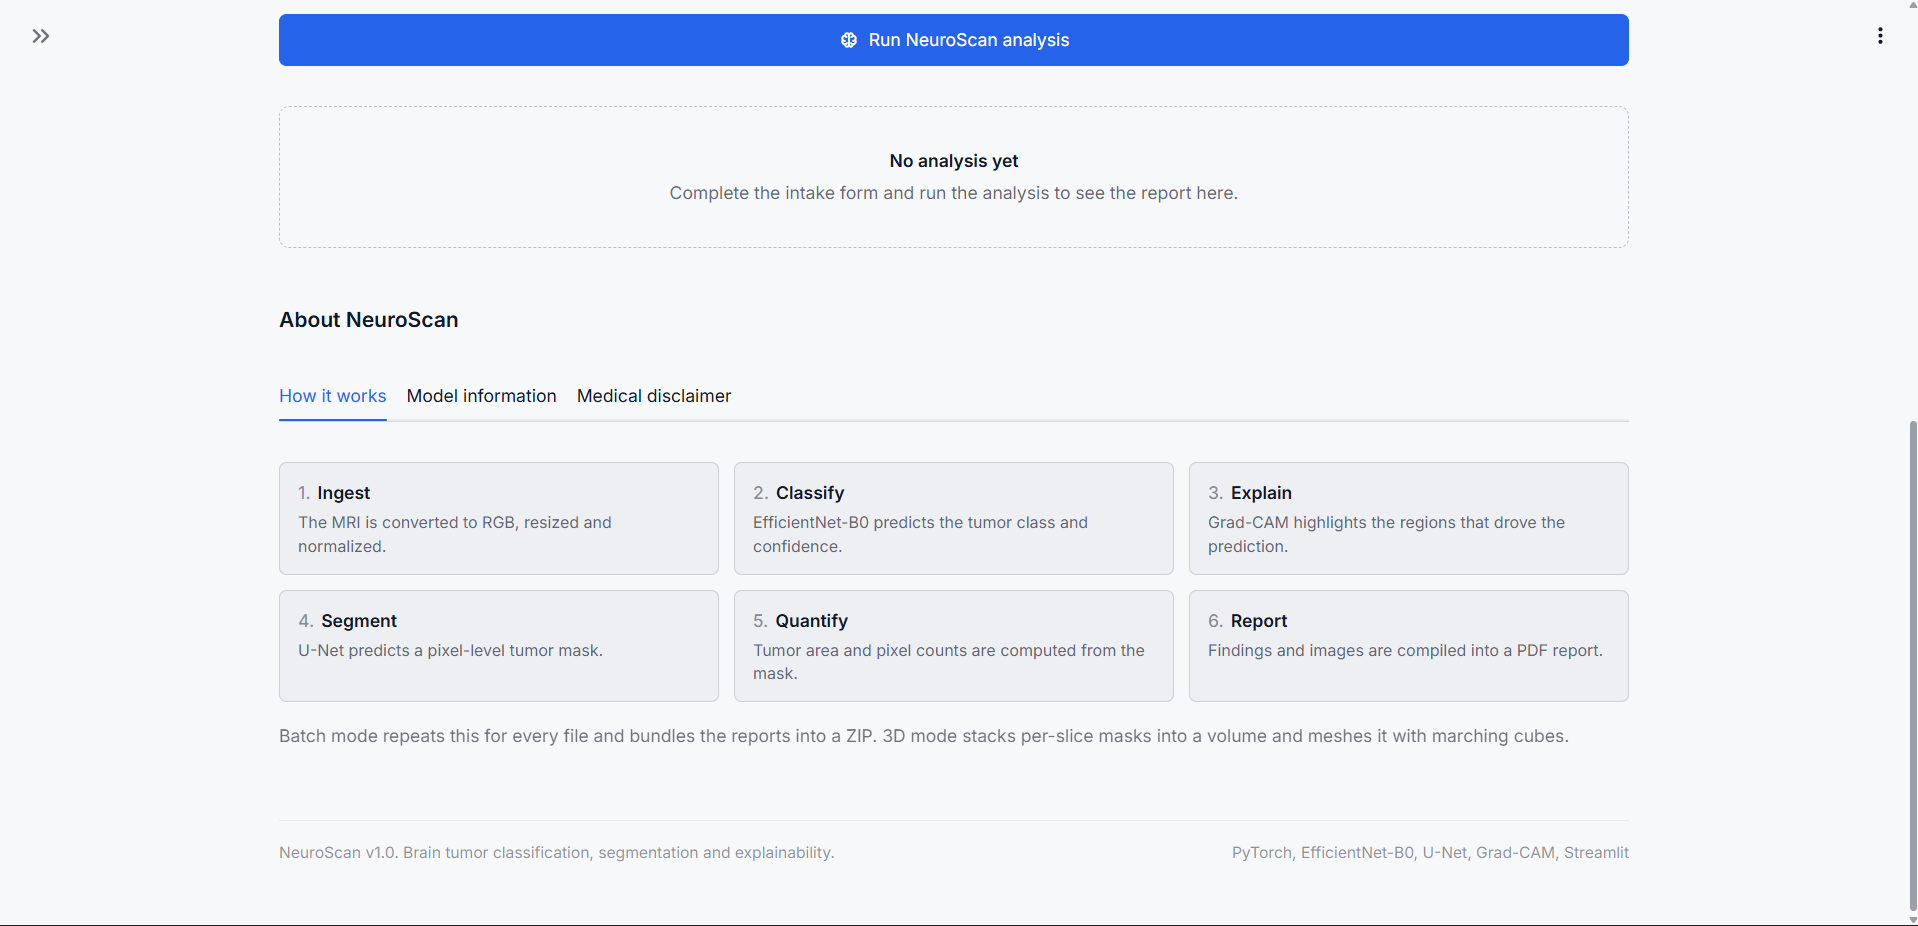 Run NeuroScan analysis
No analysis yet
Complete the intake form and run the analysis to see the report here.
About NeuroScan
How it works
Model information
Medical disclaimer
1. Ingest
The MRI is converted to RGB, resized and
normalized.
2. Classify
EfficientNet-B0 predicts the tumor class and
confidence.
3. Explain
Grad-CAM highlights the regions that drove the
prediction.
4. Segment
U-Net predicts a pixel-level tumor mask.
5. Quantify
Tumor area and pixel counts are computed from the
mask.
6. Report
Findings and images are compiled into a PDF report.
Batch mode repeats this for every file and bundles the reports into a ZIP. 3D mode stacks per-slice masks into a volume and meshes it with marching cubes.
NeuroScan v1.0. Brain tumor classification, segmentation and explainability.
PyTorch, EfficientNet-B0, U-Net, Grad-CAM, Streamlit